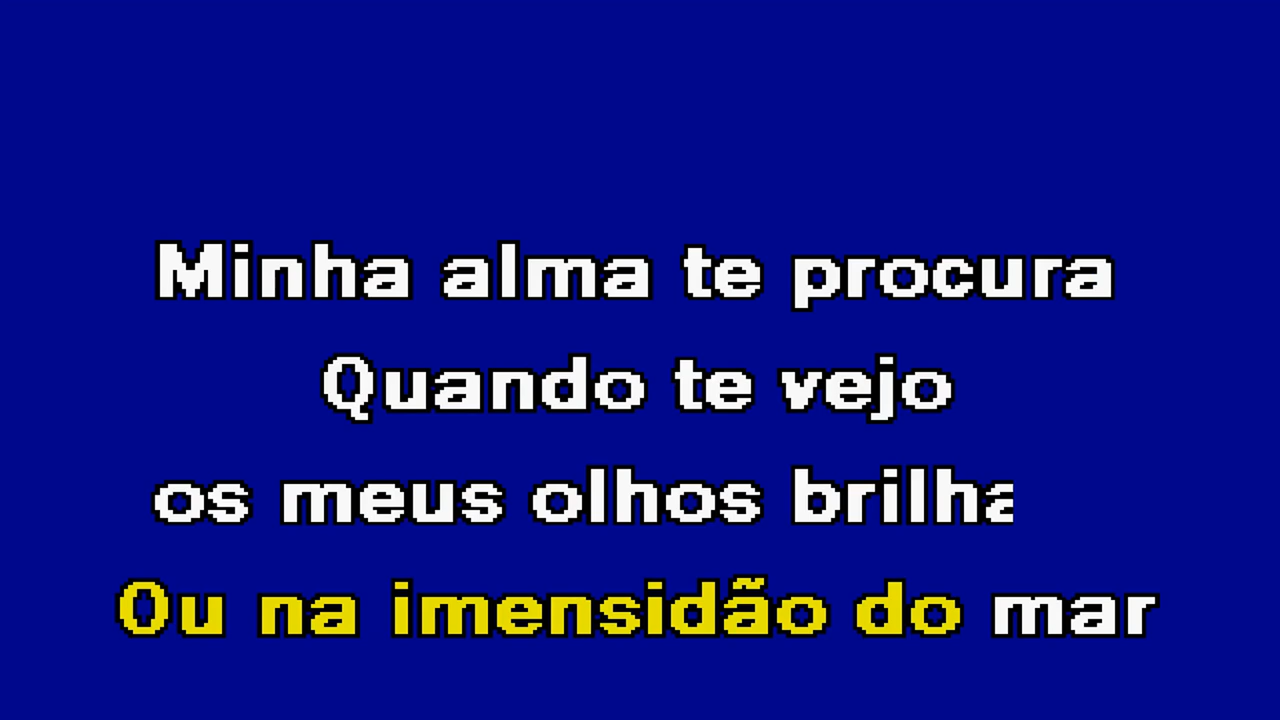 Minha alma te procura
Quando te vejo
os meus olhos brilha
Ou na imensidão do mar